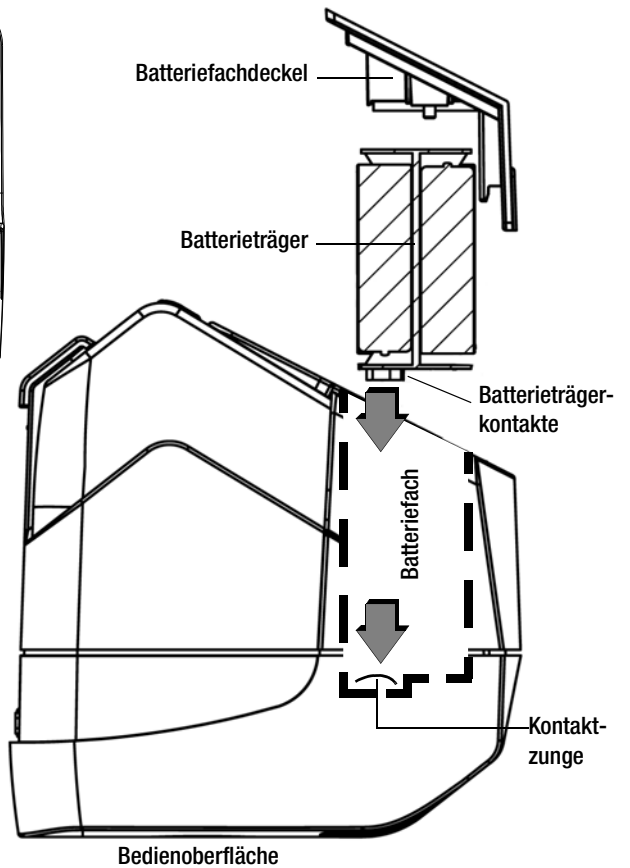 Batteriefachdeckel
Batterieträger
Batterieträger-
kontakte
Batteriefach
Kontakt-
zunge
Bedienoberfläche